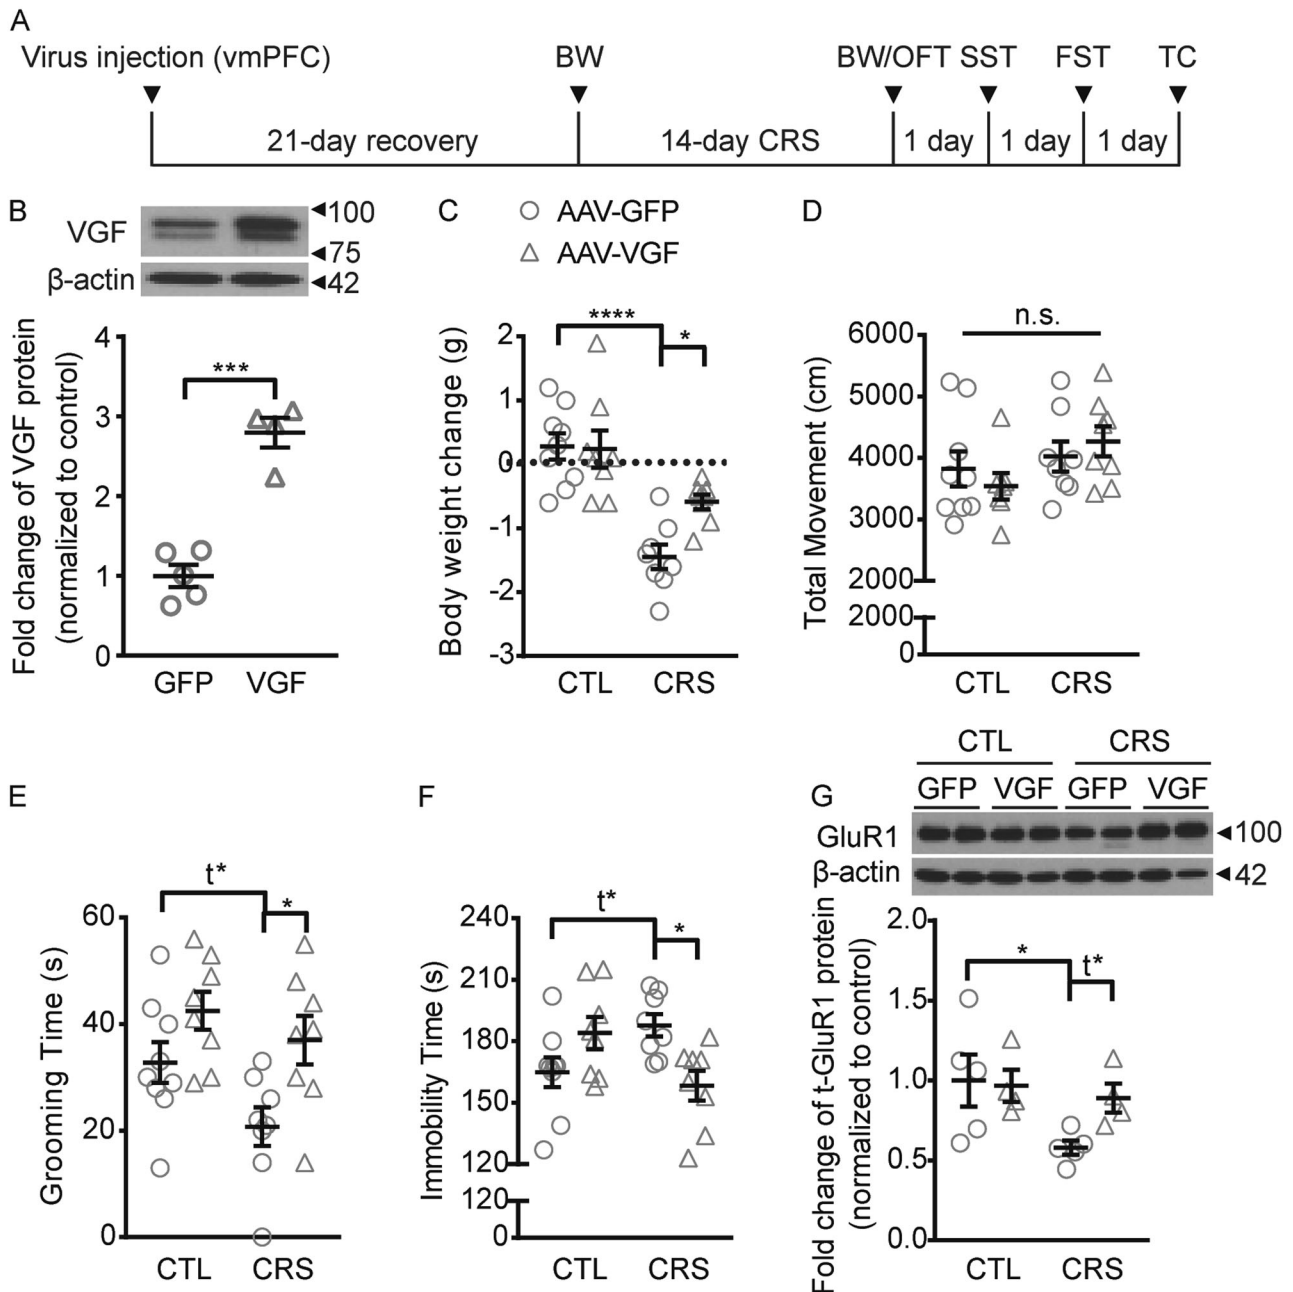 A
Virus injection (vmPFC) BW BW/OFT SST FST TC
21-day recovery 14-day CRS 1 day 1 day 1 day
B
VGF
100
75
β-actin
42
Fold change of VGF protein
(normalized to control)
4
3
2
1
0
***
GFP VGF
C
AAV-GFP
AAV-VGF
Body weight change (g)
2
1
0
-1
-2
-3
****
*
CTL CRS
D
Total Movement (cm)
6000
5000
4000
3000
2000
2000
0
n.s.
CTL CRS
E
Grooming Time (s)
60
40
20
0
t*
*
CTL CRS
F
Immobility Time (s)
240
210
180
150
120
120
0
t*
*
CTL CRS
G
CTL CRS
GFP VGF GFP VGF
GluR1
100
β-actin
42
Fold change of t-GluR1 protein
(normalized to control)
2.0
1.5
1.0
0.5
0.0
*
t*
CTL CRS